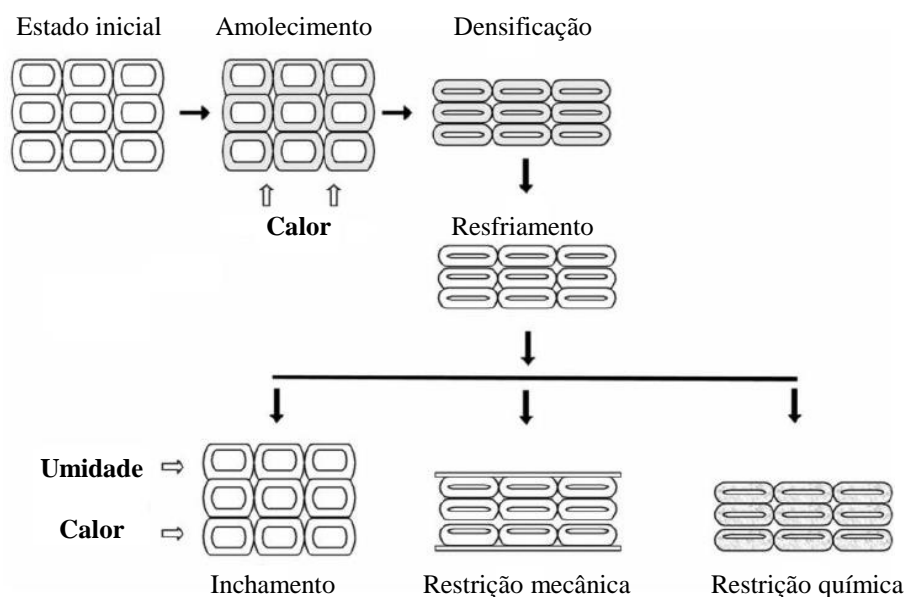 Estado inicial
Amolecimento
Densificação
Calor
Resfriamento
Umidade
Calor
Inchamento
Restrição mecânica
Restrição química